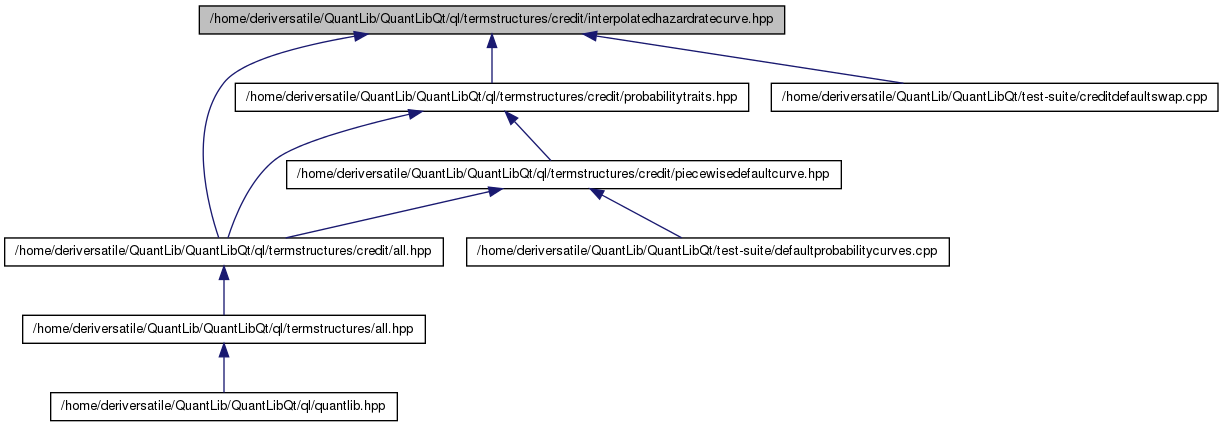 /home/deriversatile/QuantLib/QuantLibQt/ql/termstructures/credit/interpolatedhazardratecurve.hpp
/home/deriversatile/QuantLib/QuantLibQt/ql/termstructures/credit/probabilitytraits.hpp
/home/deriversatile/QuantLib/QuantLibQt/test-suite/creditdefaultswap.cpp
/home/deriversatile/QuantLib/QuantLibQt/ql/termstructures/credit/piecewisedefaultcurve.hpp
/home/deriversatile/QuantLib/QuantLibQt/ql/termstructures/credit/all.hpp
/home/deriversatile/QuantLib/QuantLibQt/test-suite/defaultprobabilitycurves.cpp
/home/deriversatile/QuantLib/QuantLibQt/ql/termstructures/all.hpp
/home/deriversatile/QuantLib/QuantLibQt/ql/quantlib.hpp